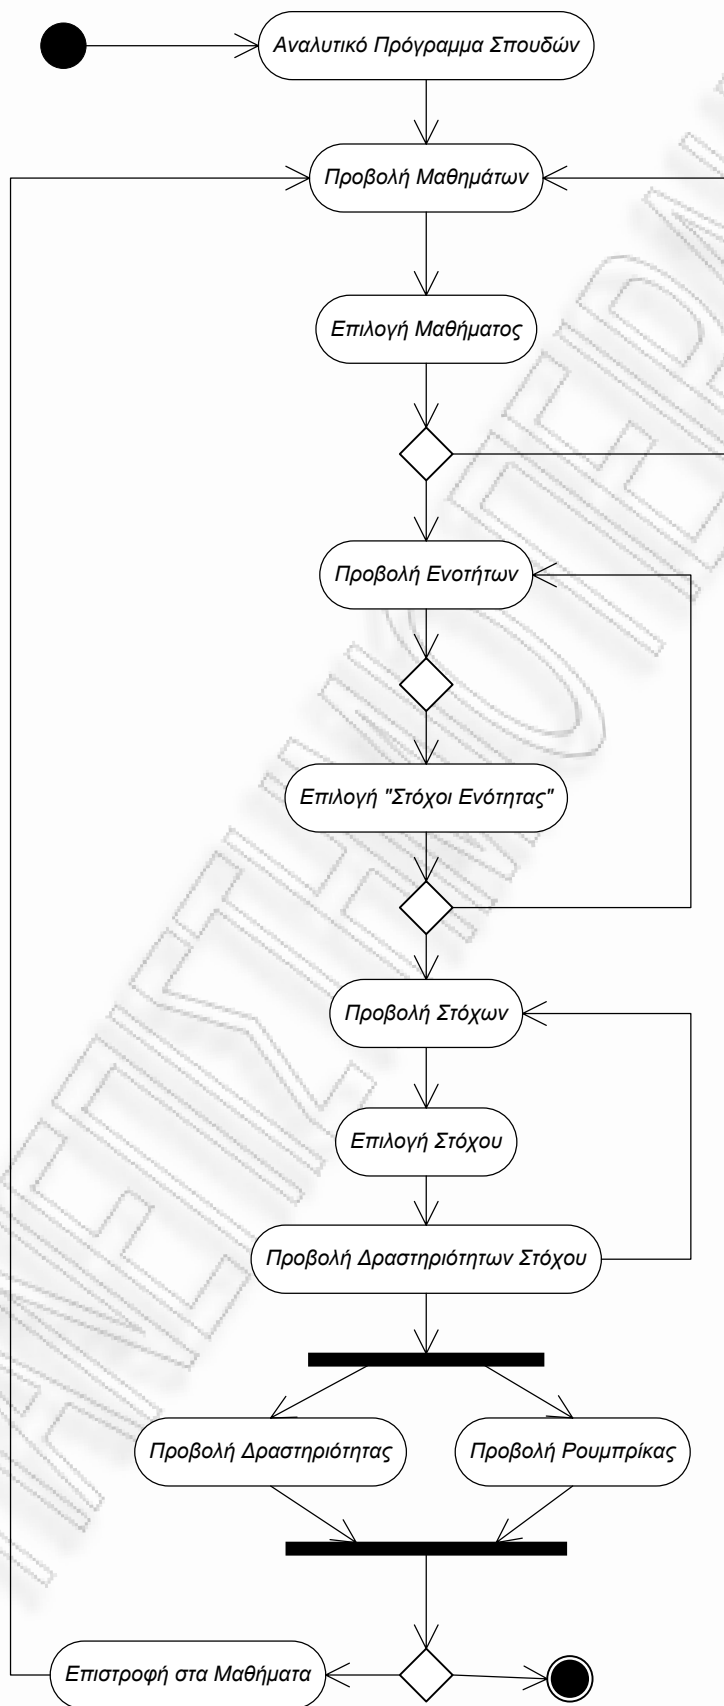 Αναλυτικό Πρόγραμμα Σπουδών
Προβολή Μαθημάτων
Επιλογή Μαθήματος
Προβολή Ενοτήτων
Επιλογή "Στόχοι Ενότητας"
Προβολή Στόχων
Επιλογή Στόχου
Προβολή Δραστηριότητων Στόχου
Προβολή Δραστηριότητας
Προβολή Ρουμπρίκας
Επιστροφή στα Μαθήματα